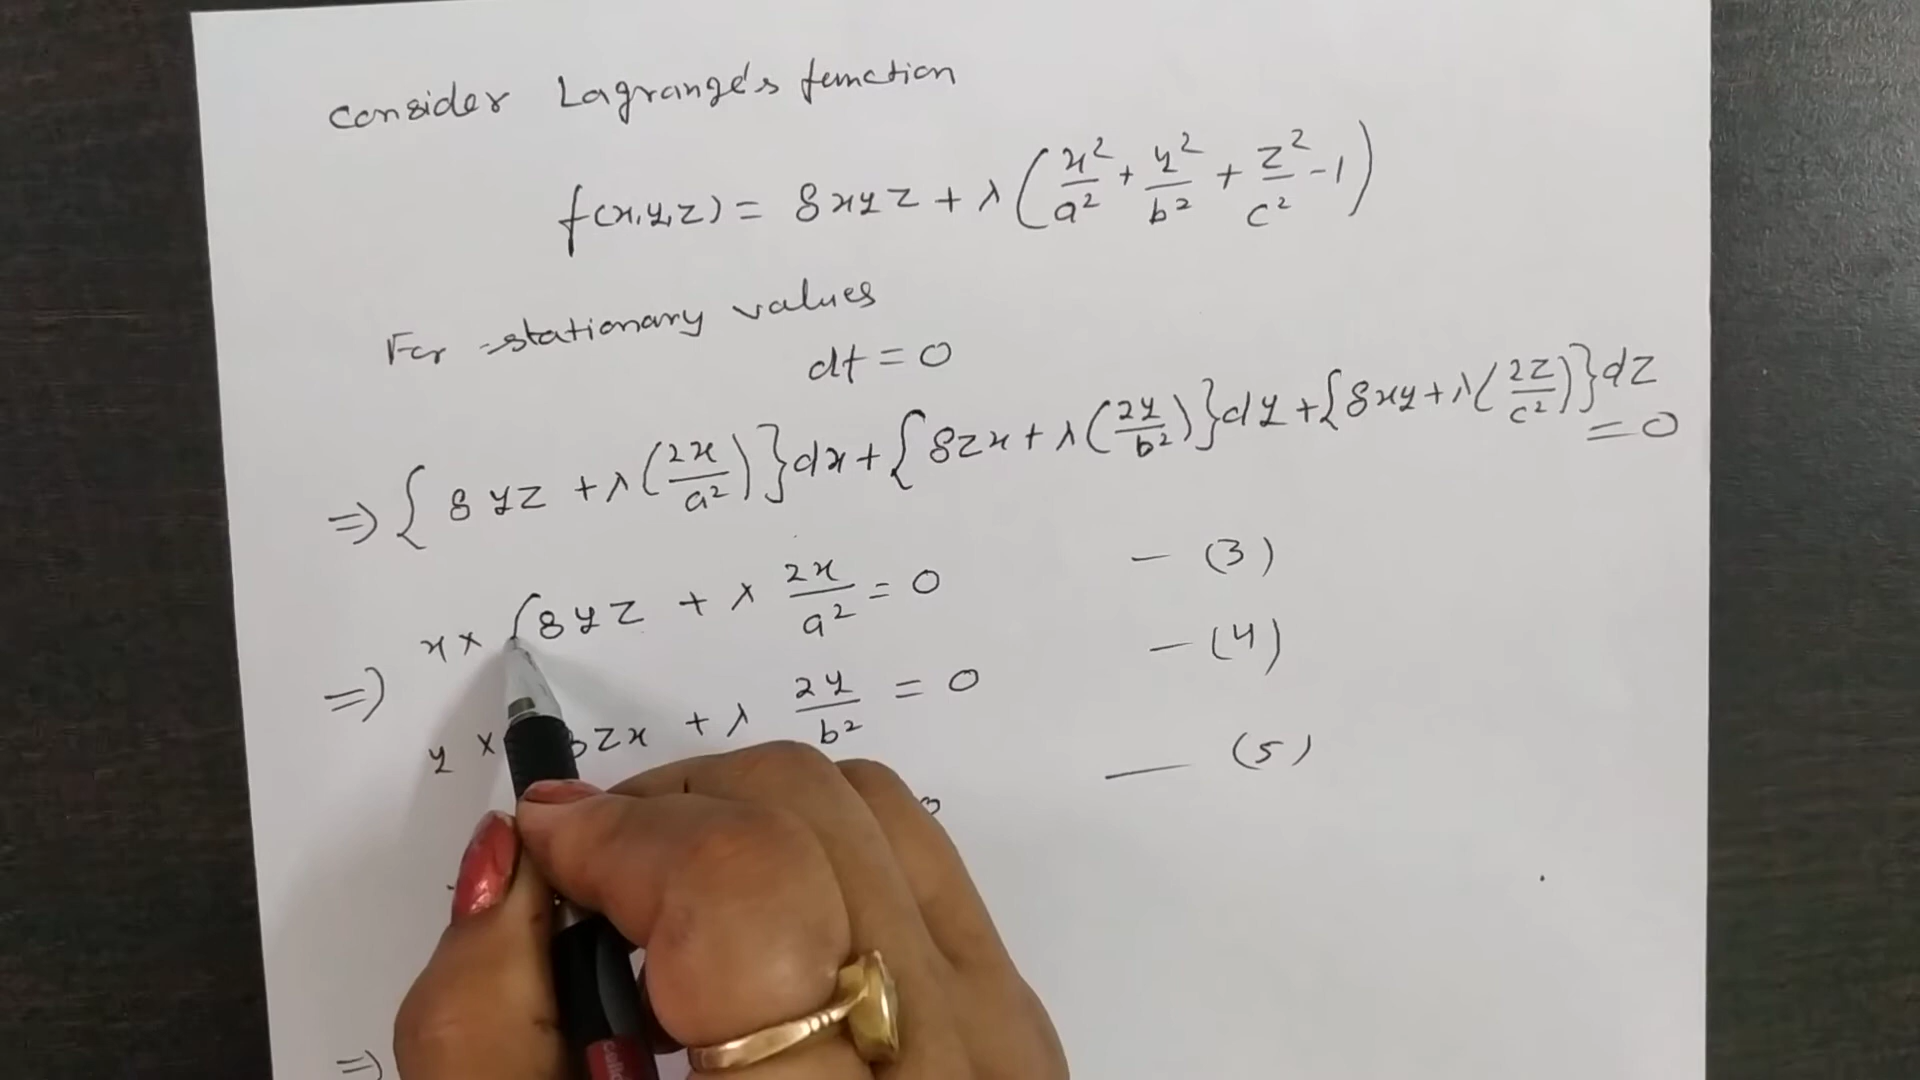 Consider Lagrange's function
f(x,y,z) = 8xyz + λ(x²/a² + y²/b² + z²/c² - 1)
For stationary values
df = 0
⇒ {8yz + λ(2x/a²)}dx + {8zx + λ(2y/b²)}dy + {8xy + λ(2z/c²)}dz
= 0
x × (8yz + λ 2x/a² = 0 — (3)
⇒
y × 8zx + λ 2y/b² = 0 — (4)
0 — (5)
⇒